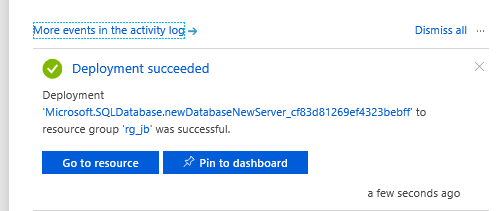 More events in the activity log → Dismiss all ...
Deployment succeeded
Deployment
'Microsoft.SQLDatabase.newDatabaseNewServer_cf83d81269ef4323bebff' to
resource group 'rg_jb' was successful.
Go to resource Pin to dashboard
a few seconds ago